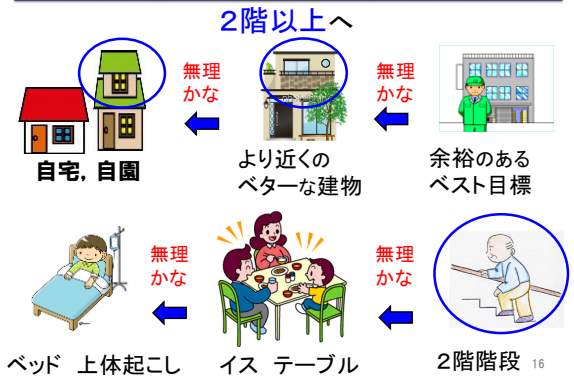 ２階以上へ
無理
かな
無理
かな
自宅，自園
より近くの
ベターな建物
余裕のある
ベスト目標
無理
かな
無理
かな
ベッド 上体起こし
イス テーブル
２階階段
16